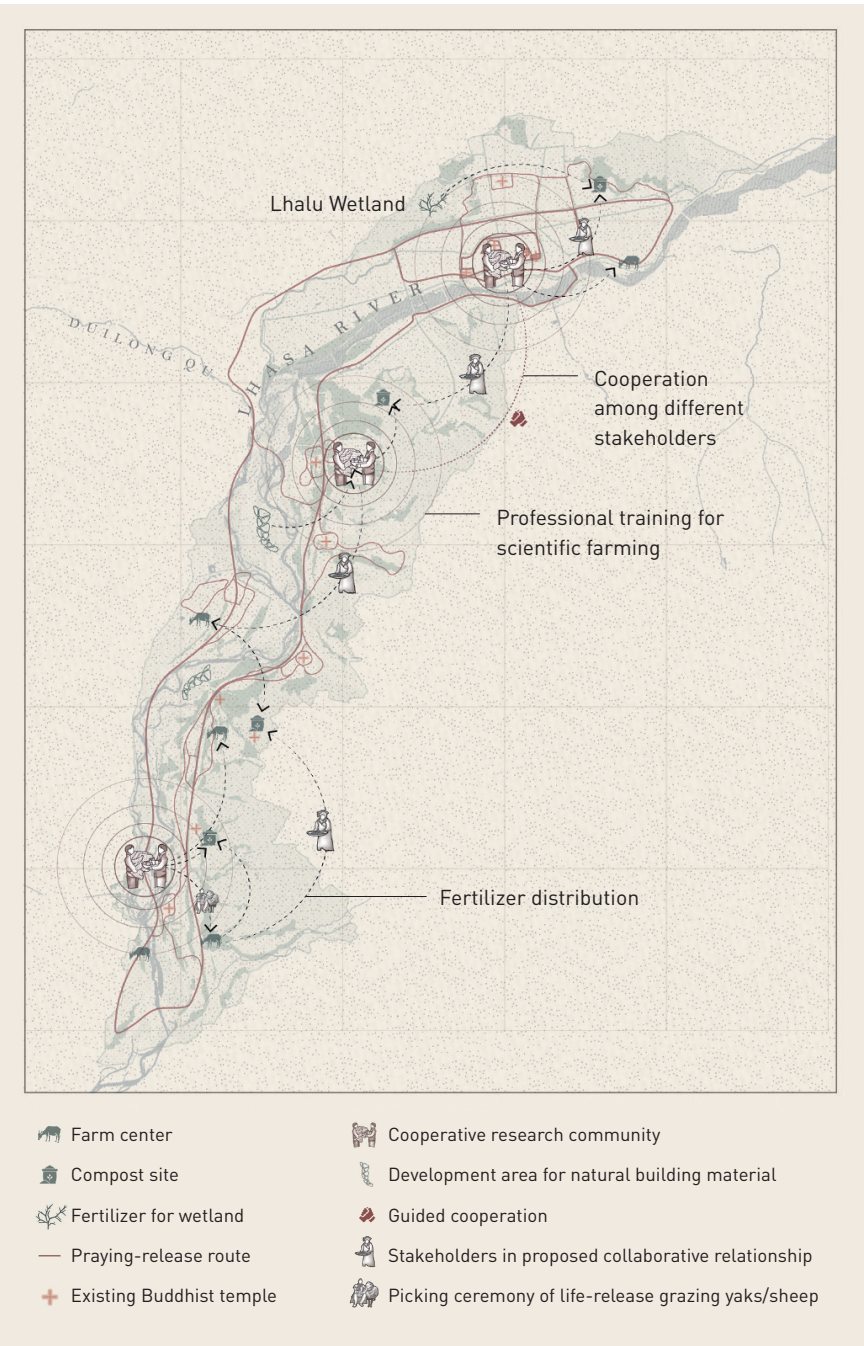 Lhalu Wetland
DUILONG QU
LHASA RIVER
Cooperation
among different
stakeholders
Professional training for
scientific farming
Fertilizer distribution
Farm center
Compost site
Fertilizer for wetland
Praying-release route
Existing Buddhist temple
Cooperative research community
Development area for natural building material
Guided cooperation
Stakeholders in proposed collaborative relationship
Picking ceremony of life-release grazing yaks/sheep